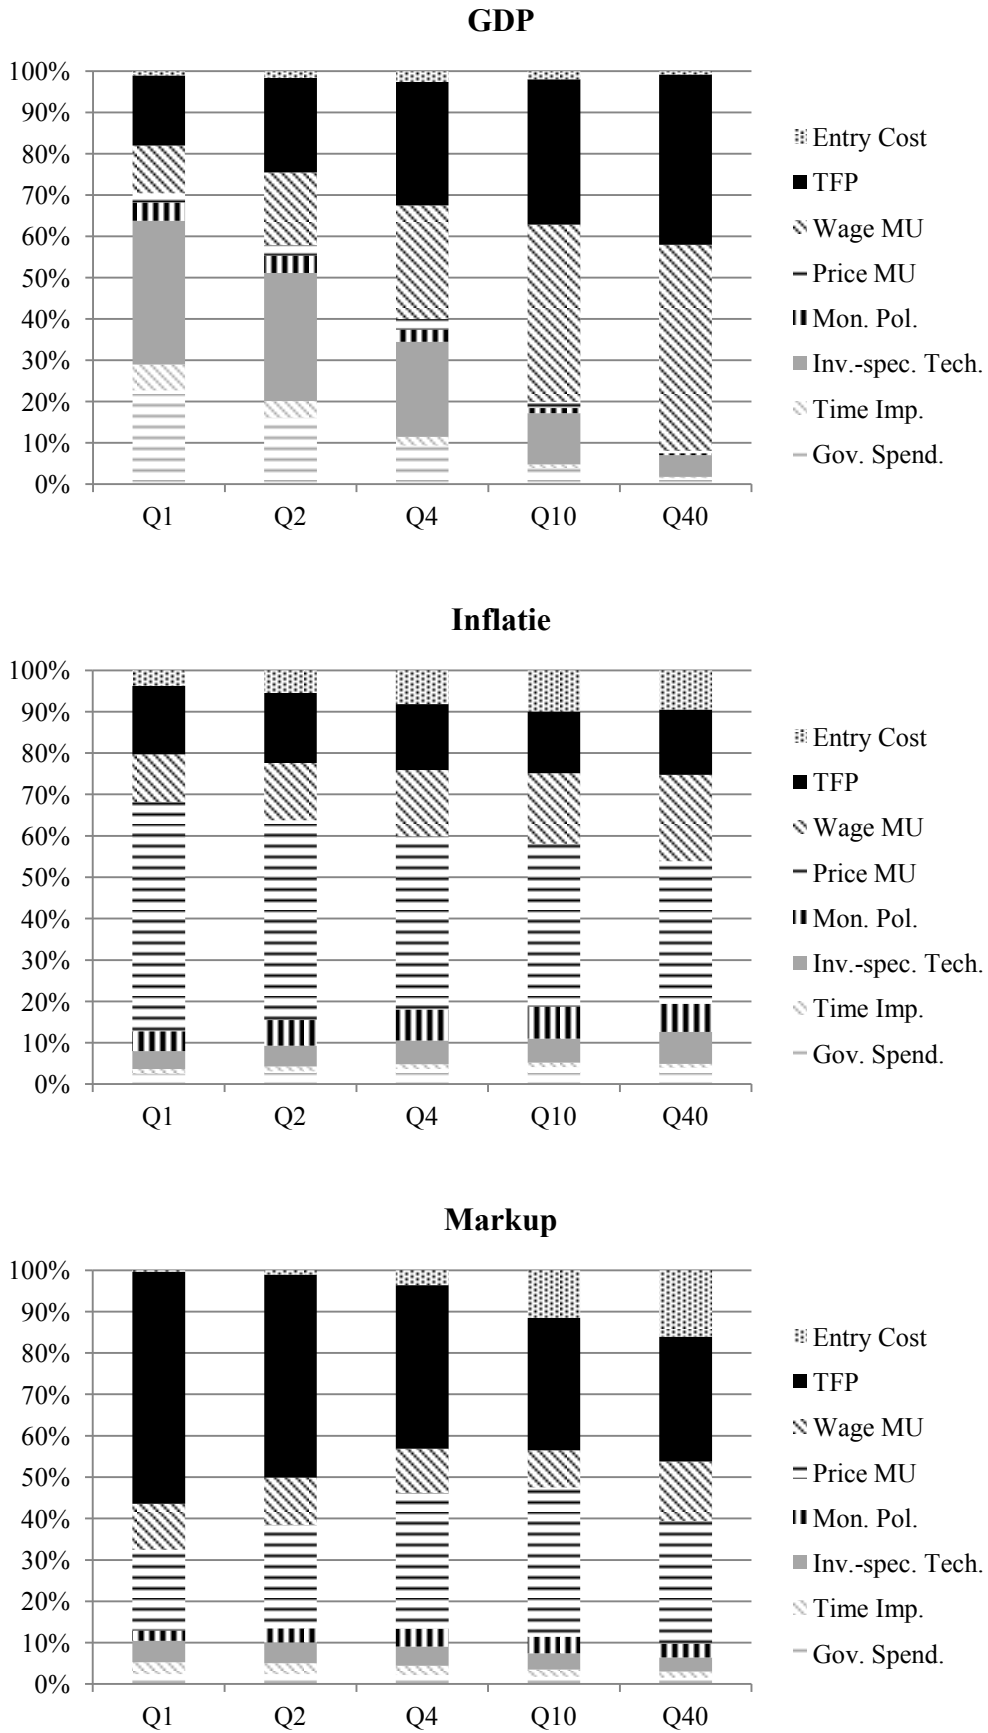 GDP
100%
90%
80%
70%
60%
50%
40%
30%
20%
10%
0%
Q1 Q2 Q4 Q10 Q40
Entry Cost
TFP
Wage MU
Price MU
Mon. Pol.
Inv.-spec. Tech.
Time Imp.
Gov. Spend.
Inflatie
100%
90%
80%
70%
60%
50%
40%
30%
20%
10%
0%
Q1 Q2 Q4 Q10 Q40
Entry Cost
TFP
Wage MU
Price MU
Mon. Pol.
Inv.-spec. Tech.
Time Imp.
Gov. Spend.
Markup
100%
90%
80%
70%
60%
50%
40%
30%
20%
10%
0%
Q1 Q2 Q4 Q10 Q40
Entry Cost
TFP
Wage MU
Price MU
Mon. Pol.
Inv.-spec. Tech.
Time Imp.
Gov. Spend.